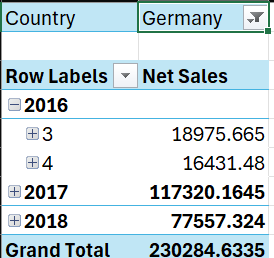 Country Germany
Row Labels Net Sales
2016
3 18975.665
4 16431.48
2017 117320.1645
2018 77557.324
Grand Total 230284.6335